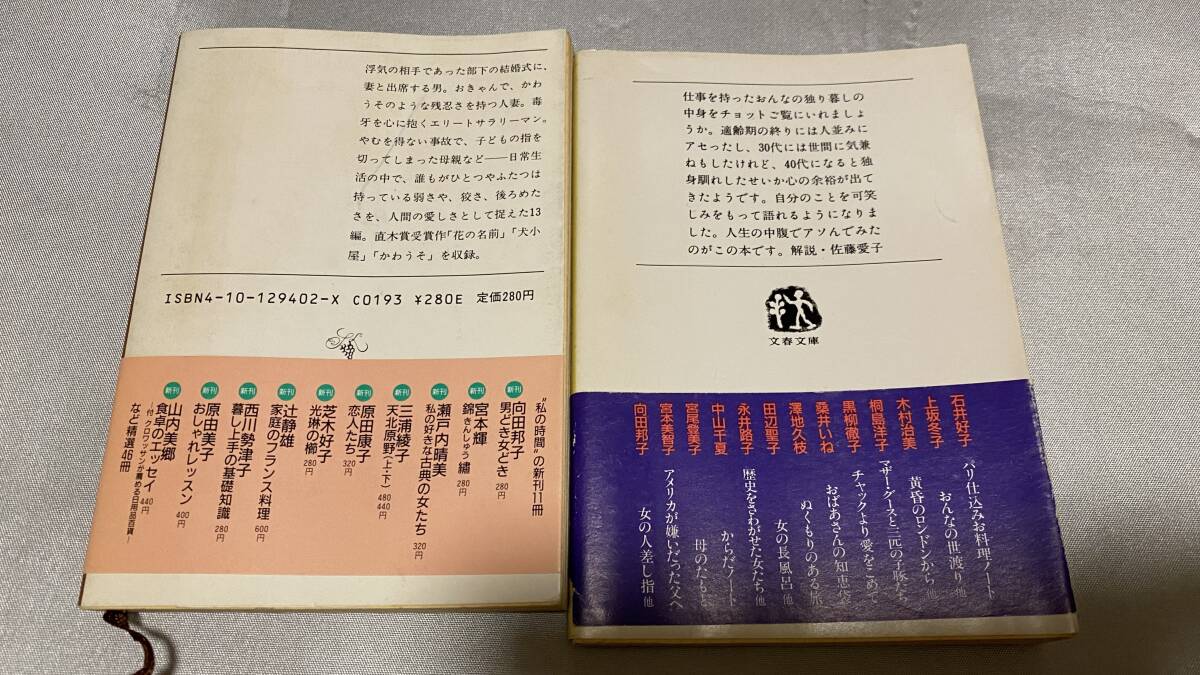 浮気の相手であった部下の結婚式に、
妻と出席する男。おきゃんで、かわ
うそのような残忍さを持つ人妻。毒
牙を心に抱くエリートサラリーマン。
やむを得ない事故で、子どもの指を
切ってしまった母親など――日常生
活の中で、誰もがひとつやふたつは
持っている弱さや、狡さ、後ろめた
さを、人間の愛しさとして捉えた13
編。直木賞受賞作「花の名前」「犬小
屋」「かわうそ」を収録。
ISBN4-10-129402-X C0193 ¥280E 定価280円
"私の時間"の新刊11冊
新刊 向田邦子 男どき女どき 280円
新刊 宮本輝 錦繡 きんしゅう 280円
新刊 瀬戸内晴美 私の好きな古典の女たち 320円
新刊 三浦綾子 天北原野(上・下) 480円 440円
新刊 原田康子 恋人たち 320円
新刊 芝木好子 光琳の櫛 280円
新刊 辻静雄 家庭のフランス料理 600円
新刊 西川勢津子 暮し上手の基礎知識 280円
新刊 原由美子 おしゃれレッスン 400円
新刊 山内美郷 食卓のエッセイ 440円
―付 クロワッサンが薦める日用品百貨―
など精選46冊
仕事を持ったおんなの独り暮しの
中身をチョットご覧にいれましょ
うか。適齢期の終りには人並みに
アセったし、30代には世間に気兼
ねもしたけれど、40代になると独
身馴れしたせいか心の余裕が出て
きたようです。自分のことを可笑
しみをもって語れるようになりま
した。人生の中腹でアソんでみた
のがこの本です。解説・佐藤愛子
文春文庫
石井好子 パリ仕込みお料理ノート
上坂冬子 おんなの世渡り 他
木村治美 黄昏のロンドンから 他
桐島洋子 マザー・グースと三匹の子豚たち
黒柳徹子 チャックより愛をこめて
桑井いね おばあさんの知恵袋
澤地久枝 ぬくもりのある旅
田辺聖子 女の長風呂 他
永井路子 歴史をさわがせた女たち 他
中山千夏 からだノート
宮尾登美子 母のたもと
宮本美智子 アメリカが嫌いだった父へ
向田邦子 女の人差し指 他